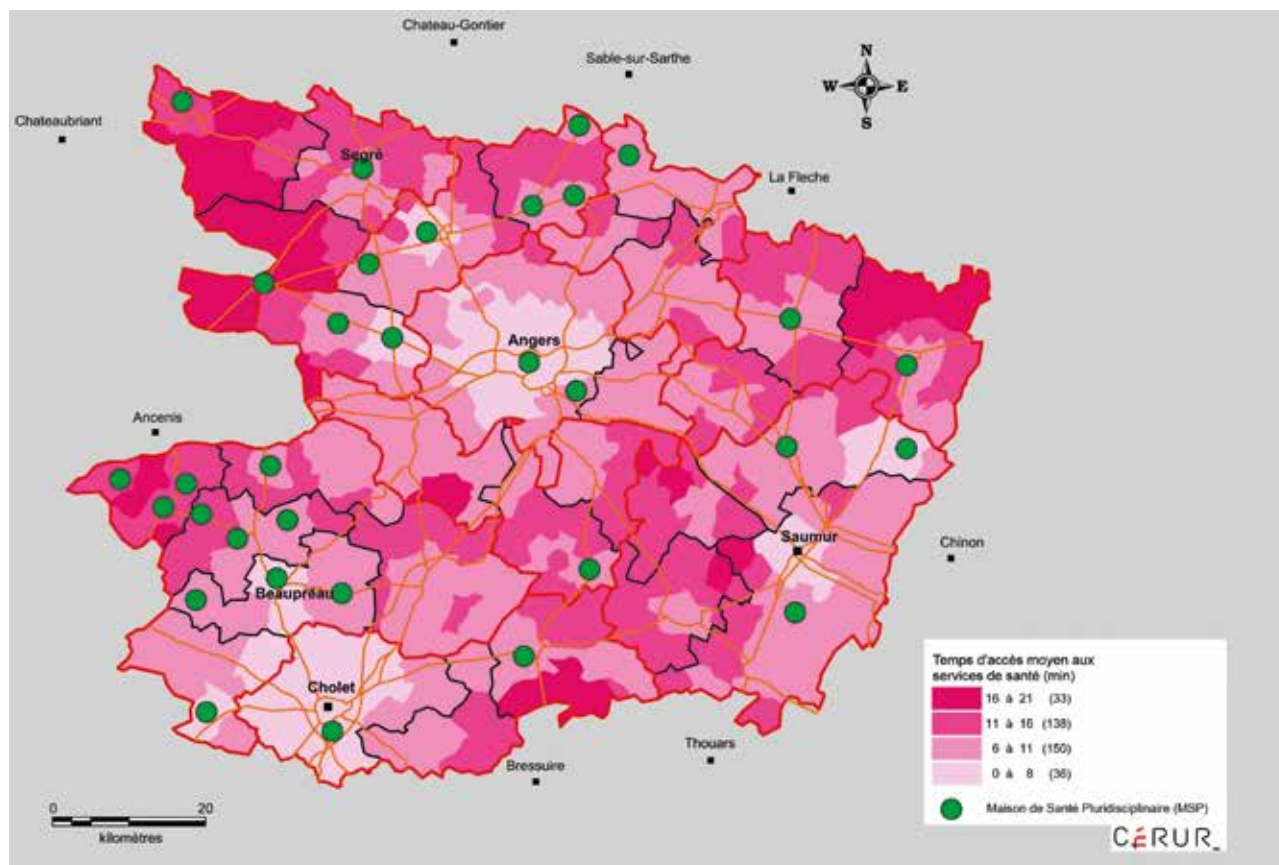 Chateau-Gontier
Sable-sur-Sarthe
N
W E
S
Chateaubriant
Segré
La Fleche
Angers
Ancenis
Saumur
Chinon
Beaupréau
Cholet
Thouars
Bressuire
Temps d'accès moyen aux
services de santé (min)
16 à 21 (33)
11 à 16 (138)
6 à 11 (150)
0 à 8 (36)
Maison de Santé Pluridisciplinaire (MSP)
0 20
kilomètres
CÉRUR